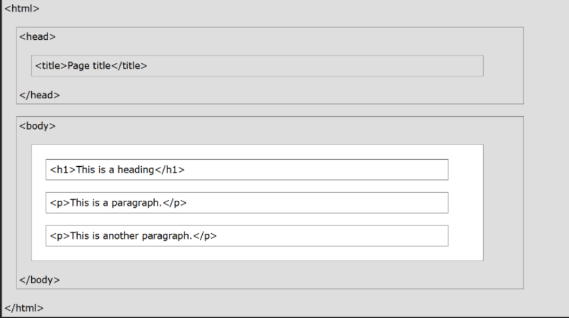 <html>
<head>
<title>Page title</title>
</head>
<body>
<h1>This is a heading</h1>
<p>This is a paragraph.</p>
<p>This is another paragraph.</p>
</body>
</html>